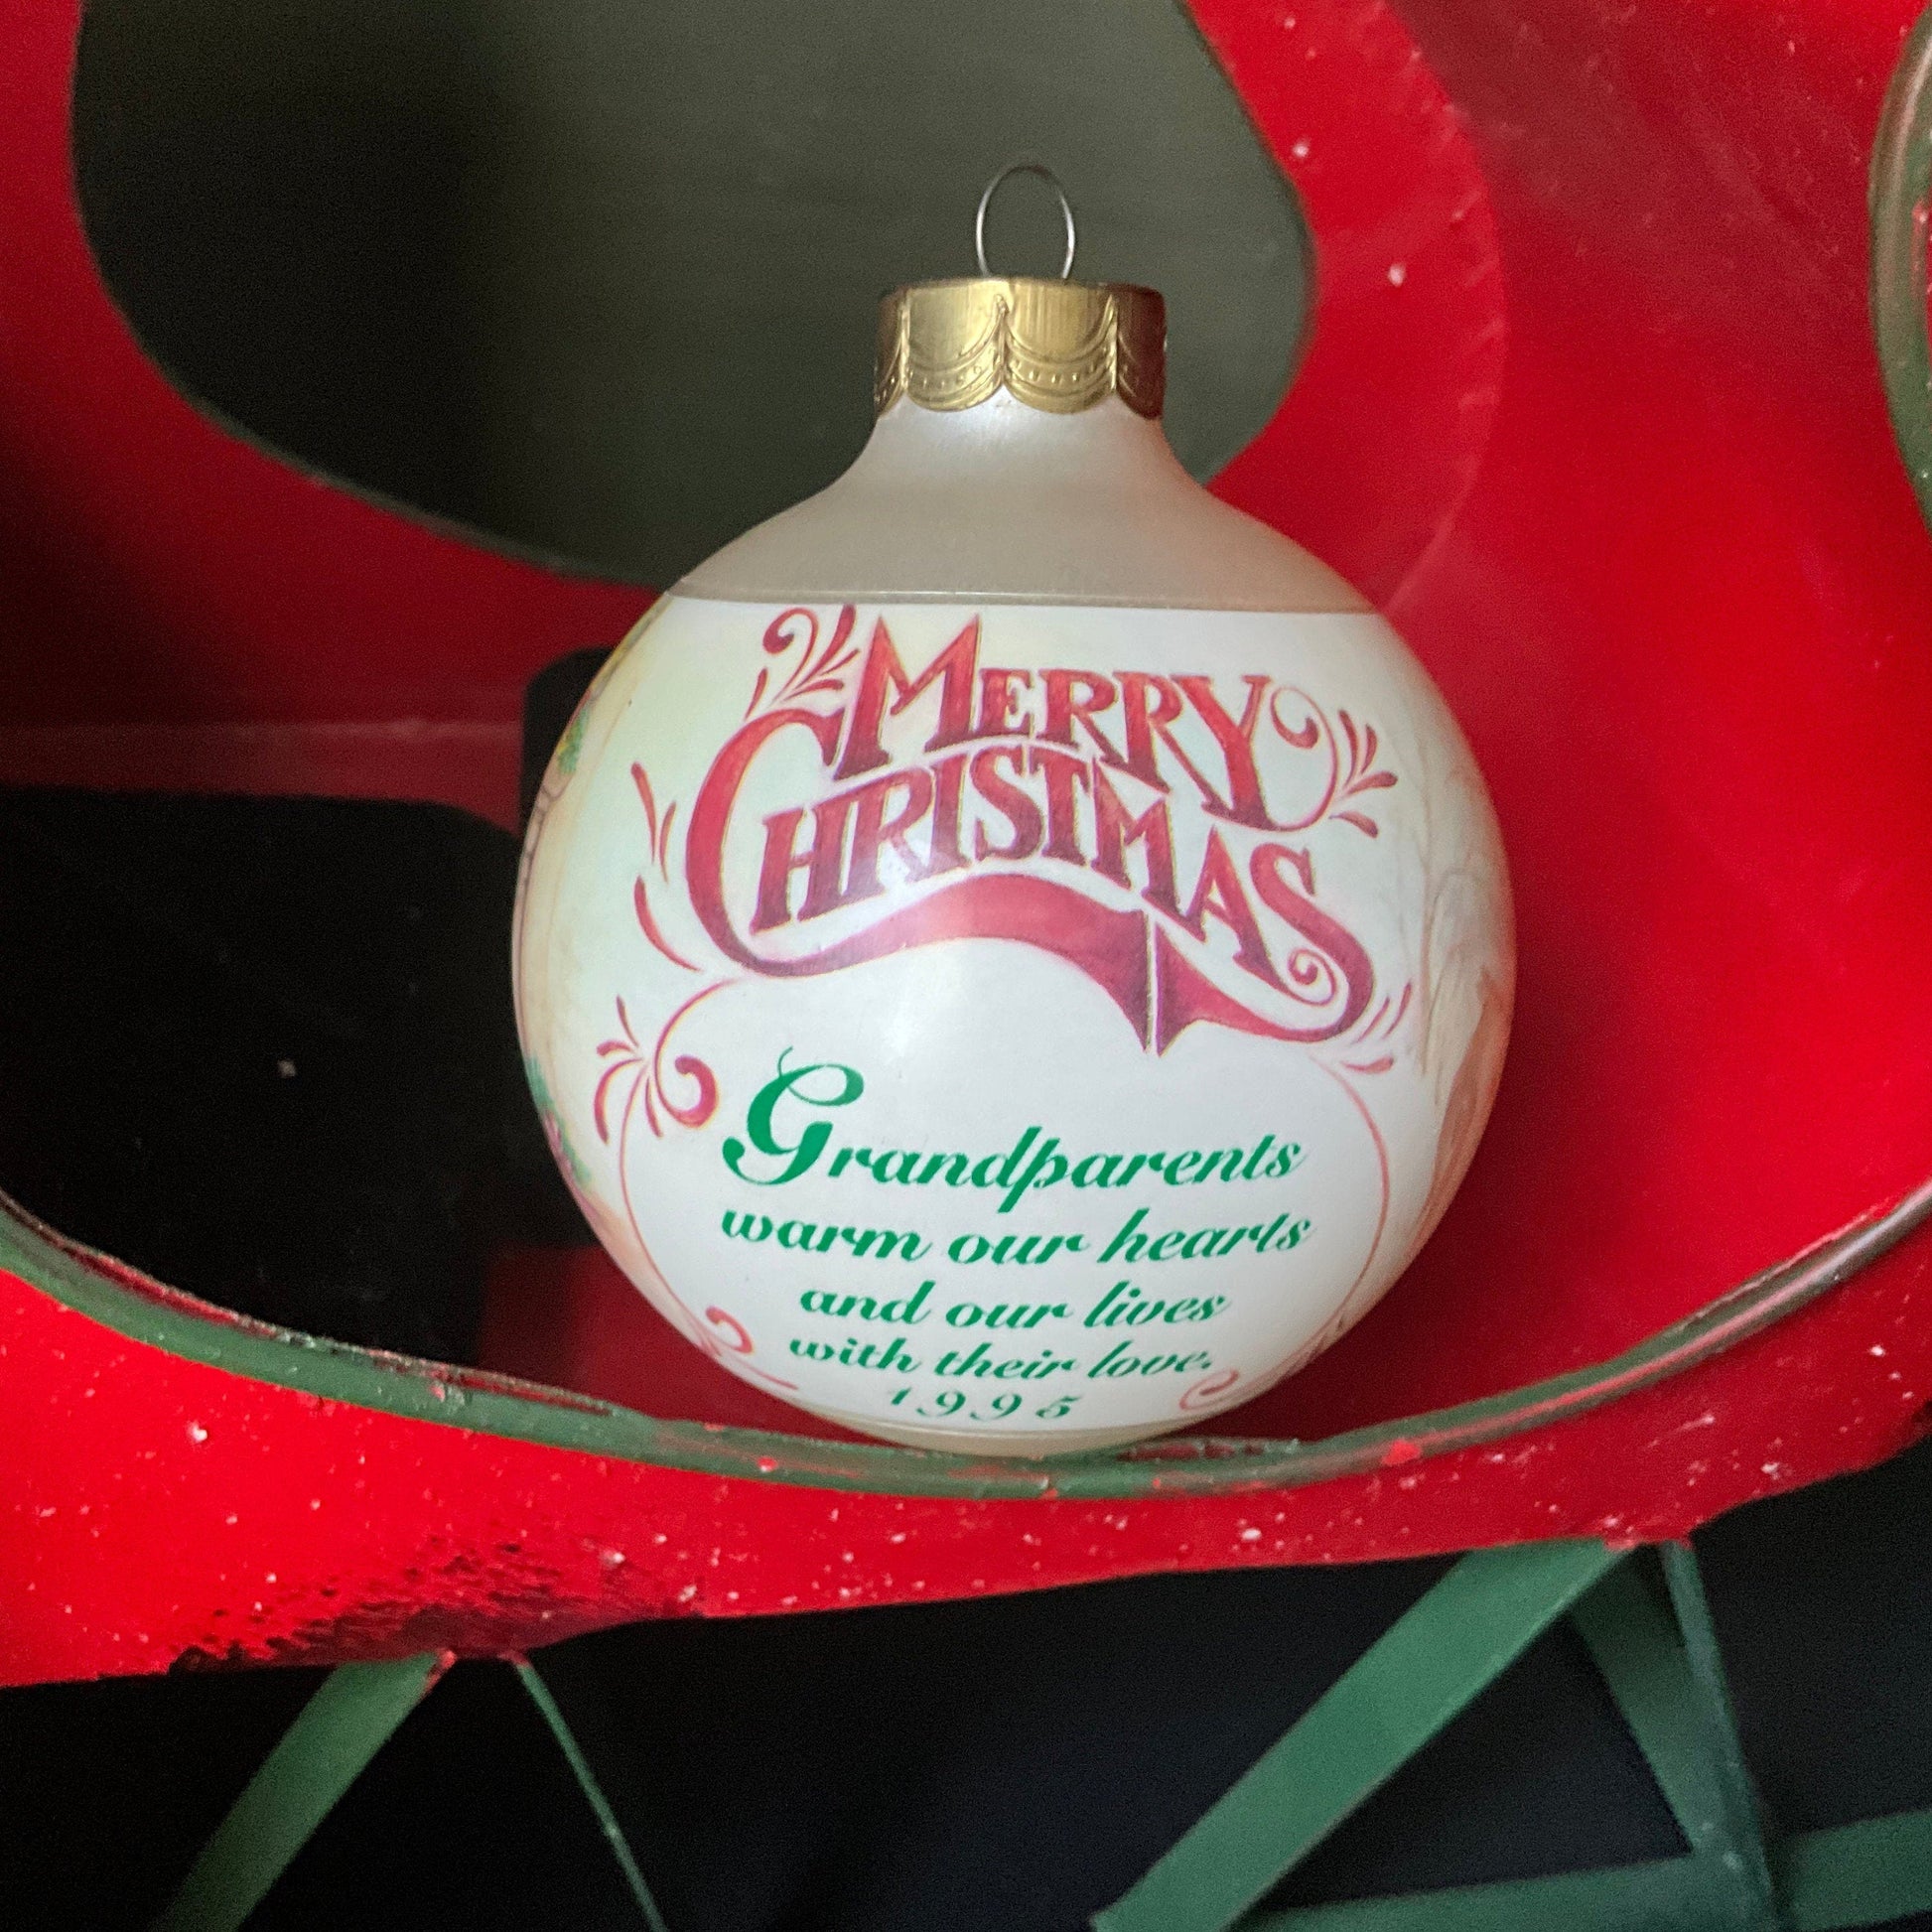 MERRY
CHRISTMAS
Grandparents
warm our hearts
and our lives
with their love.
1995